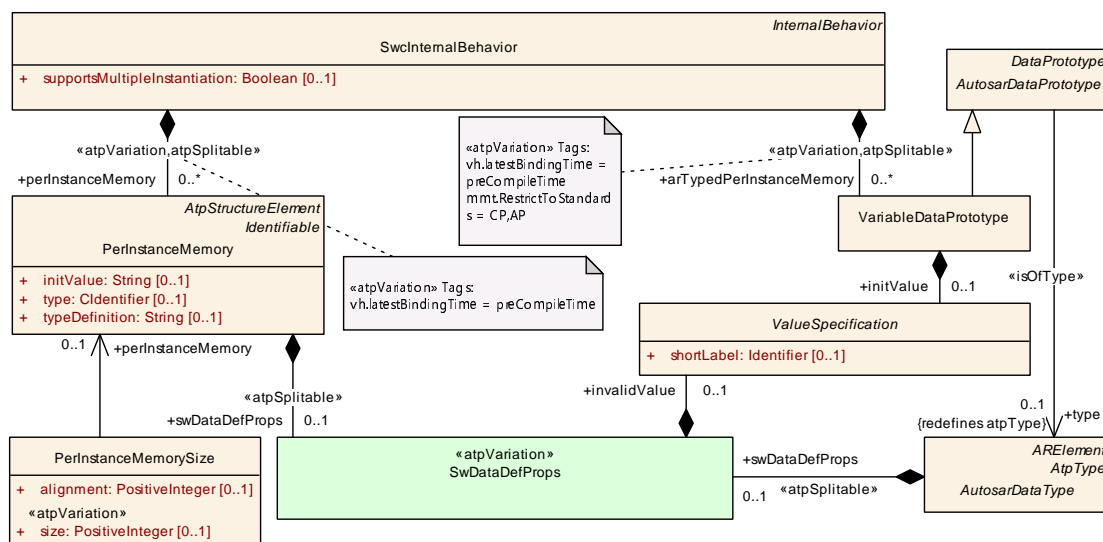 InternalBehavior
SwcInternalBehavior
+ supportsMultipleInstantiation: Boolean [0..1]
DataPrototype
AutosarDataPrototype
«atpVariation,atpSplitable»
+perInstanceMemory 0..*
«atpVariation» Tags:
vh.latestBindingTime =
preCompileTime
mmt.RestrictToStandard
s = CP,AP
«atpVariation,atpSplitable»
+arTypedPerInstanceMemory 0..*
AtpStructureElement
Identifiable
PerInstanceMemory
+ initValue: String [0..1]
+ type: CIdentifier [0..1]
+ typeDefinition: String [0..1]
VariableDataPrototype
«atpVariation» Tags:
vh.latestBindingTime = preCompileTime
+initValue 0..1
«isOfType»
ValueSpecification
+ shortLabel: Identifier [0..1]
0..1 +perInstanceMemory
«atpSplitable»
+swDataDefProps 0..1
+invalidValue 0..1
0..1
+type
{redefines atpType}
PerInstanceMemorySize
+ alignment: PositiveInteger [0..1]
«atpVariation»
+ size: PositiveInteger [0..1]
«atpVariation»
SwDataDefProps
+swDataDefProps
0..1 «atpSplitable»
ARElement
AtpType
AutosarDataType